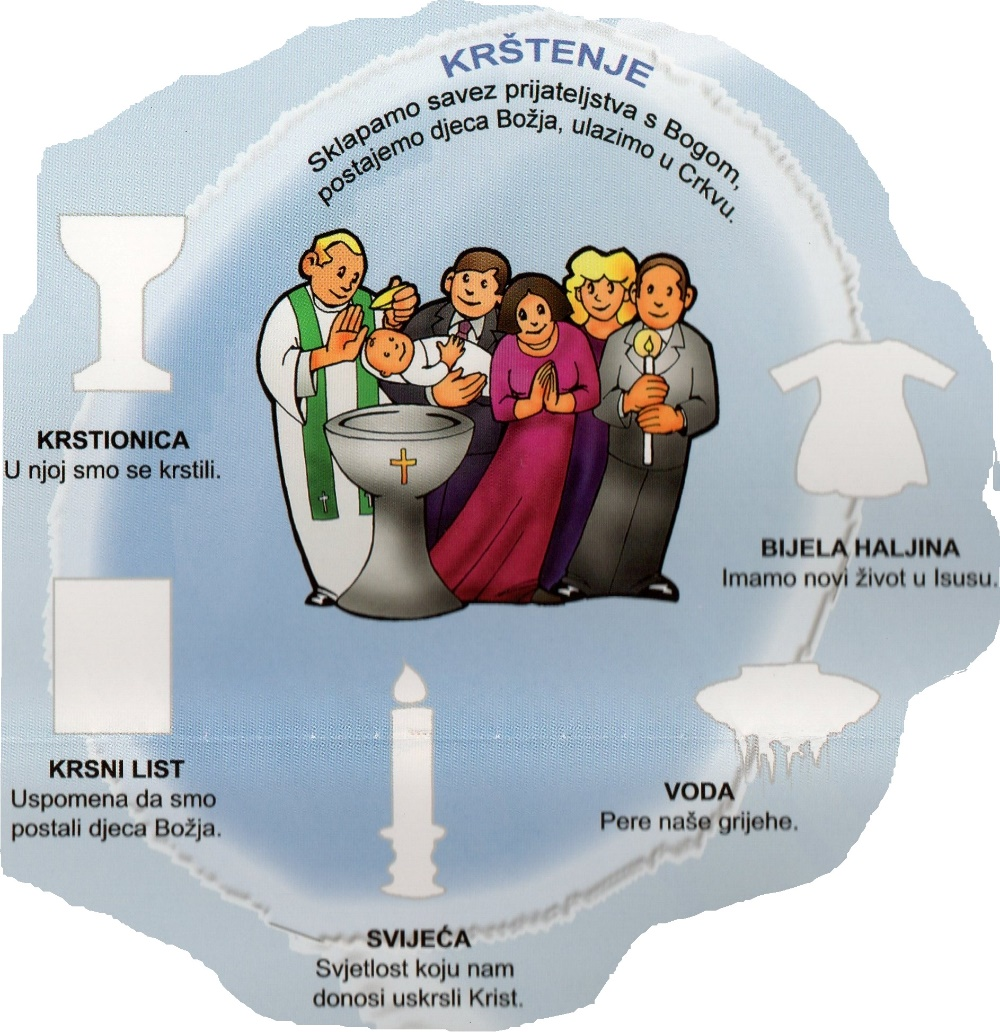 KRŠTENJE
Sklapamo savez prijateljstva s Bogom,
postajemo djeca Božja, ulazimo u Crkvu.
KRSTIONICA
U njoj smo se krstili.
BIJELA HALJINA
Imamo novi život u Isusu.
KRSNI LIST
Uspomena da smo
postali djeca Božja.
VODA
Pere naše grijehe.
SVIJEĆA
Svjetlost koju nam
donosi uskrsli Krist.